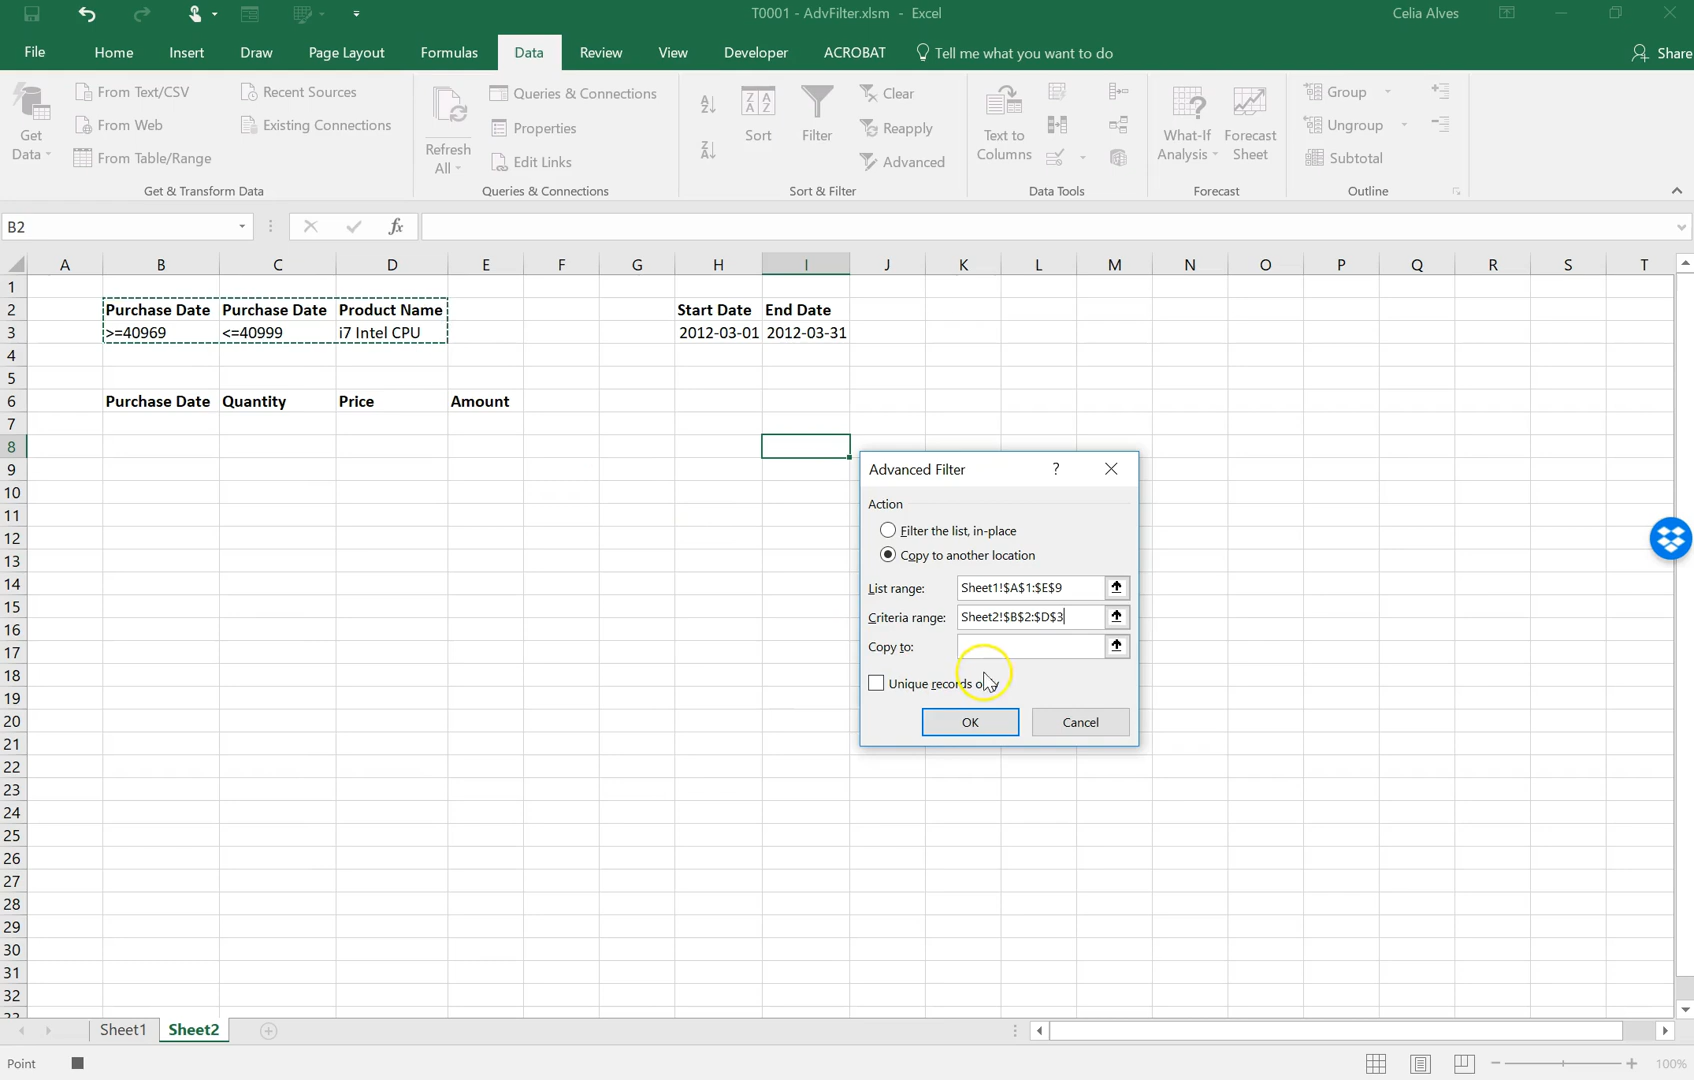 T0001 - AdvFilter.xlsm - Excel
Celia Alves
File Home Insert Draw Page Layout Formulas Data Review View Developer ACROBAT Tell me what you want to do Share
Get Data
From Text/CSV
From Web
From Table/Range
Recent Sources
Existing Connections
Get & Transform Data
Refresh All
Queries & Connections
Properties
Edit Links
Queries & Connections
Sort
Filter
Clear
Reapply
Advanced
Sort & Filter
Text to Columns
Data Tools
What-If Analysis
Forecast Sheet
Forecast
Group
Ungroup
Subtotal
Outline
B2
fx
A B C D E F G H I J K L M N O P Q R S T
1
2 Purchase Date Purchase Date Product Name Start Date End Date
3 >=40969 <=40999 i7 Intel CPU 2012-03-01 2012-03-31
4
5
6 Purchase Date Quantity Price Amount
7
8
9
10
11
12
13
14
15
16
17
18
19
20
21
22
23
24
25
26
27
28
29
30
31
32
Advanced Filter ?
Action
Filter the list, in-place
Copy to another location
List range: Sheet1!$A$1:$E$9
Criteria range: Sheet2!$B$2:$D$3
Copy to:
Unique records only
OK Cancel
Sheet1 Sheet2
Point
100%